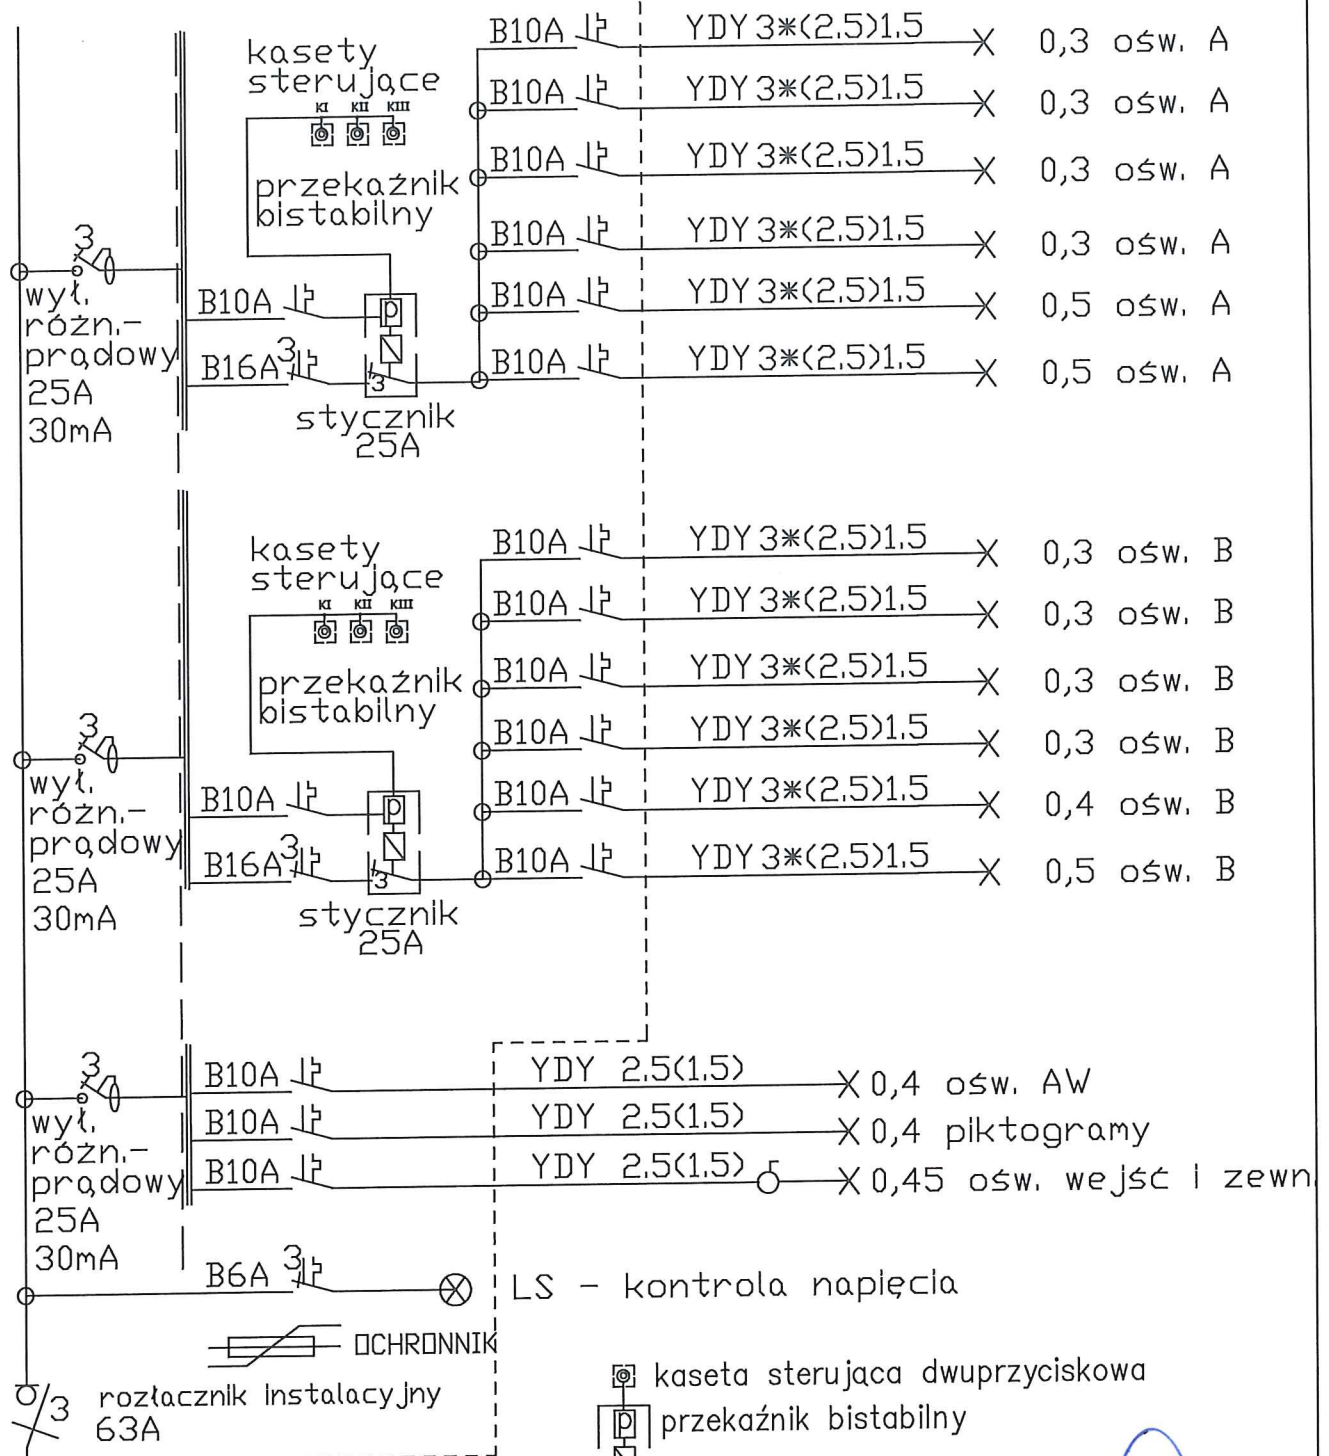 B10A YDY 3*(2.5)1.5 0,3 ośw. A
kasety
sterujące
B10A YDY 3*(2.5)1.5 0,3 ośw. A
KI KII KIII
B10A YDY 3*(2.5)1.5 0,3 ośw. A
przekaźnik
bistabilny
B10A YDY 3*(2.5)1.5 0,3 ośw. A
3
wył.
różn.-
prądowy
25A
30mA
B10A
B10A YDY 3*(2.5)1.5 0,5 ośw. A
B16A 3
3
B10A YDY 3*(2.5)1.5 0,5 ośw. A
p
stycznik
25A
B10A YDY 3*(2.5)1.5 0,3 ośw. B
kasety
sterujące
B10A YDY 3*(2.5)1.5 0,3 ośw. B
KI KII KIII
B10A YDY 3*(2.5)1.5 0,3 ośw. B
przekaźnik
bistabilny
B10A YDY 3*(2.5)1.5 0,3 ośw. B
3
wył.
różn.-
prądowy
25A
30mA
B10A
B10A YDY 3*(2.5)1.5 0,4 ośw. B
B16A 3
3
B10A YDY 3*(2.5)1.5 0,5 ośw. B
p
stycznik
25A
3
wył.
różn.-
prądowy
25A
30mA
B10A YDY 2.5(1.5) 0,4 ośw. AW
B10A YDY 2.5(1.5) 0,4 piktogramy
B10A YDY 2.5(1.5) 0,45 ośw. wejść i zewn.
B6A 3 LS - kontrola napięcia
OCHRONNIK
3 rozłacznik instalacyjny
63A
kaseta sterująca dwuprzyciskowa
p przekaźnik bistabilny